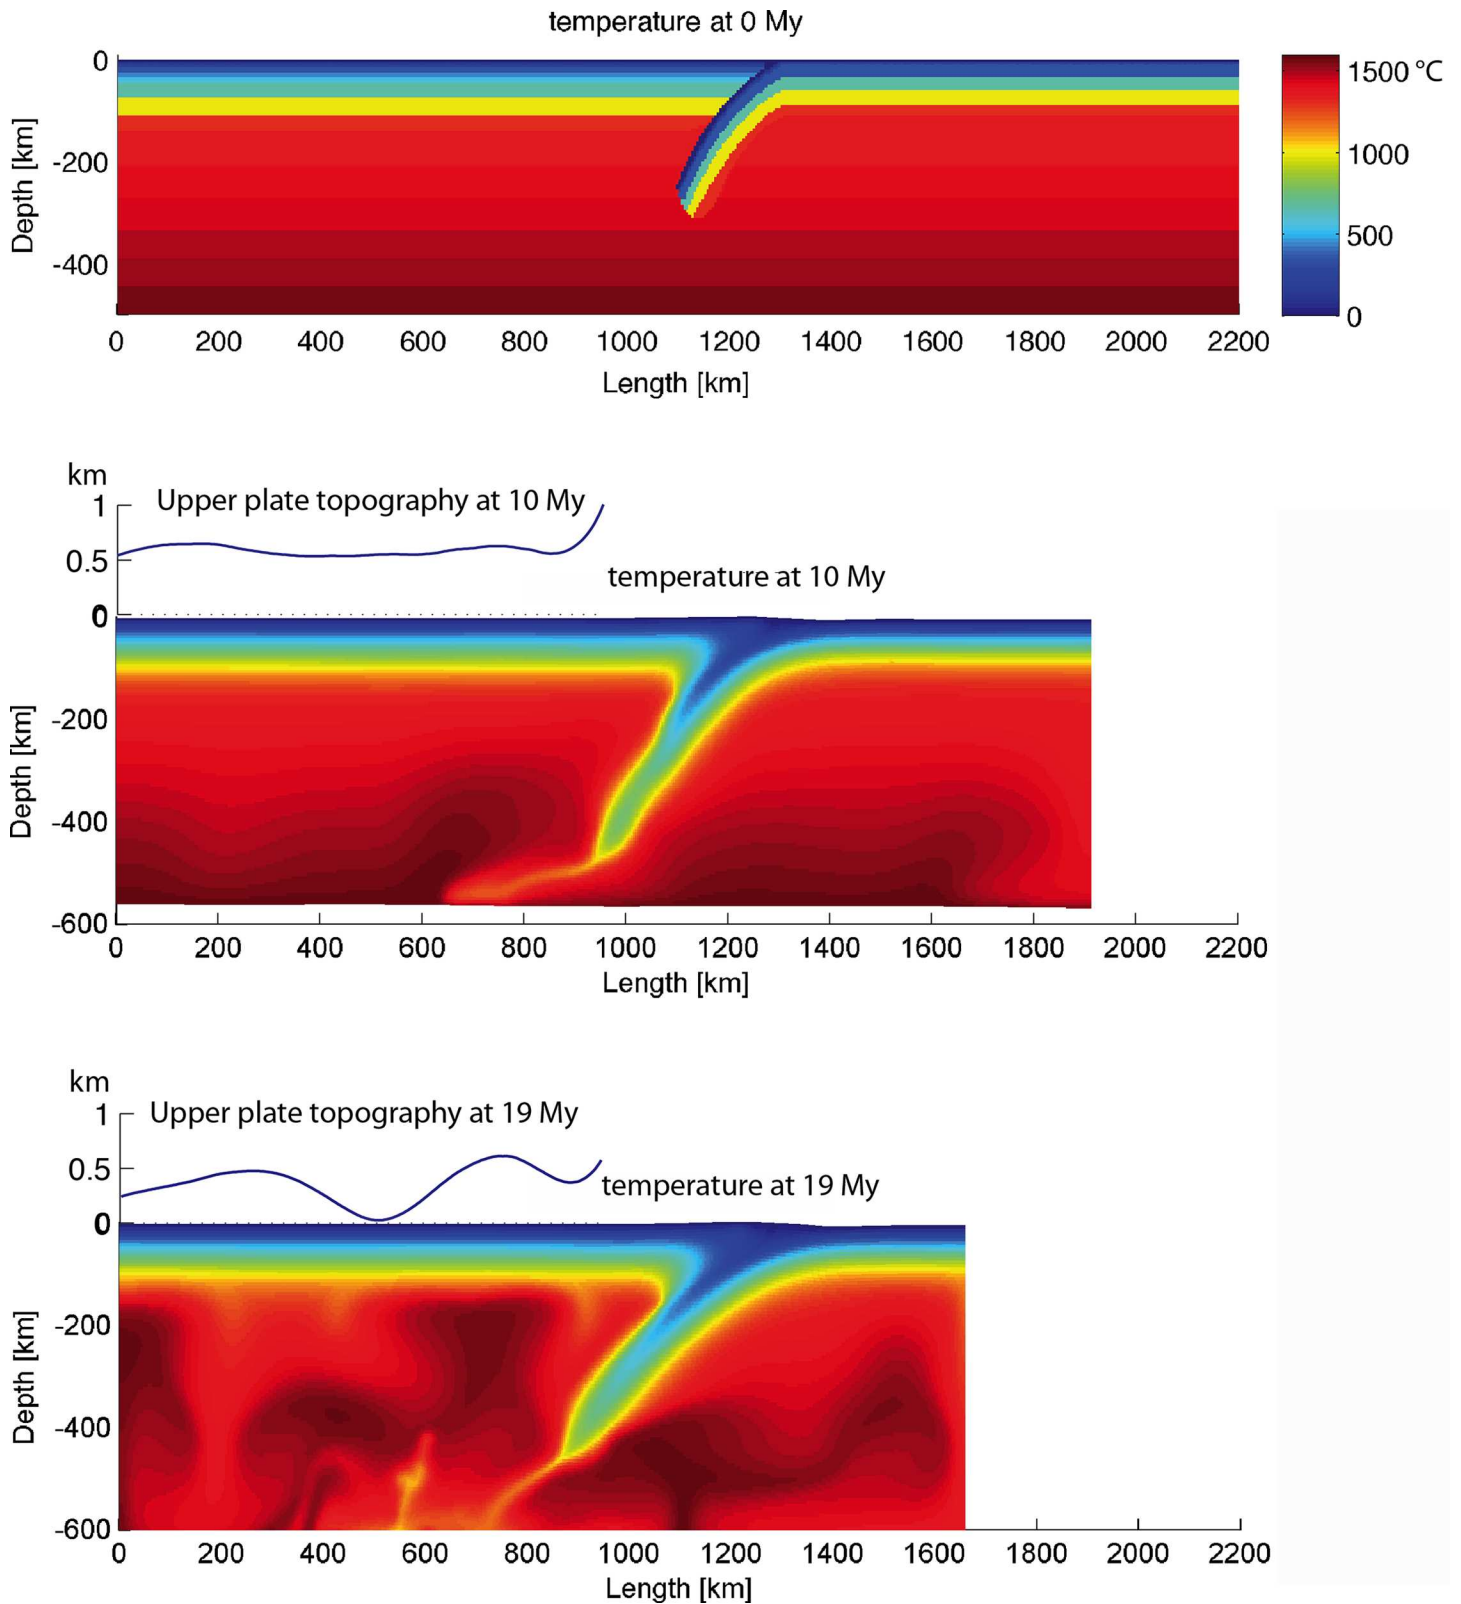 temperature at 0 My
0
-200
-400
Depth [km]
0 200 400 600 800 1000 1200 1400 1600 1800 2000 2200
Length [km]
1500 °C
1000
500
0
km
1
0.5
0
Upper plate topography at 10 My
temperature at 10 My
0
-200
-400
-600
Depth [km]
0 200 400 600 800 1000 1200 1400 1600 1800 2000 2200
Length [km]
km
1
0.5
0
Upper plate topography at 19 My
temperature at 19 My
-200
-400
-600
Depth [km]
0 200 400 600 800 1000 1200 1400 1600 1800 2000 2200
Length [km]